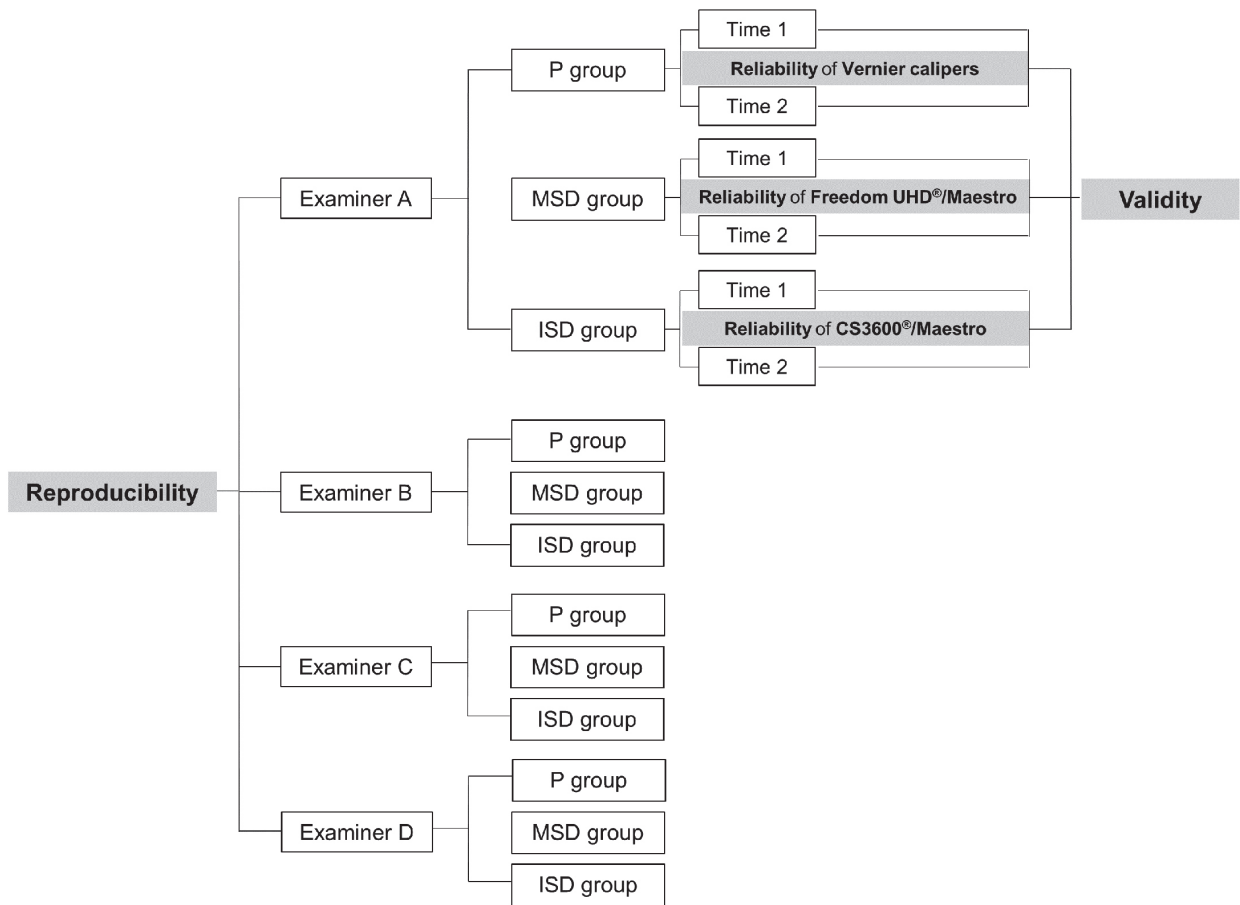 Reproducibility
Examiner A
P group
Time 1
Reliability of Vernier calipers
Time 2
MSD group
Time 1
Reliability of Freedom UHD®/Maestro
Time 2
ISD group
Time 1
Reliability of CS3600®/Maestro
Time 2
Validity
Examiner B
P group
MSD group
ISD group
Examiner C
P group
MSD group
ISD group
Examiner D
P group
MSD group
ISD group